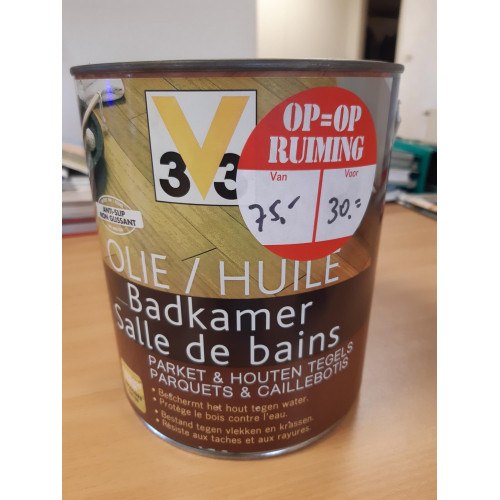 V
33
OP=OP
RUIMING
Van
Voor
75.-
30.=
ANTI-SLIP
NON GLISSANT
OLIE / HUILE
Badkamer
Salle de bains
PARKET & HOUTEN TEGELS
PARQUETS & CAILLEBOTIS
• Beschermt het hout tegen water.
• Protège le bois contre l'eau.
• Bestand tegen vlekken en krassen.
• Résiste aux taches et aux rayures.